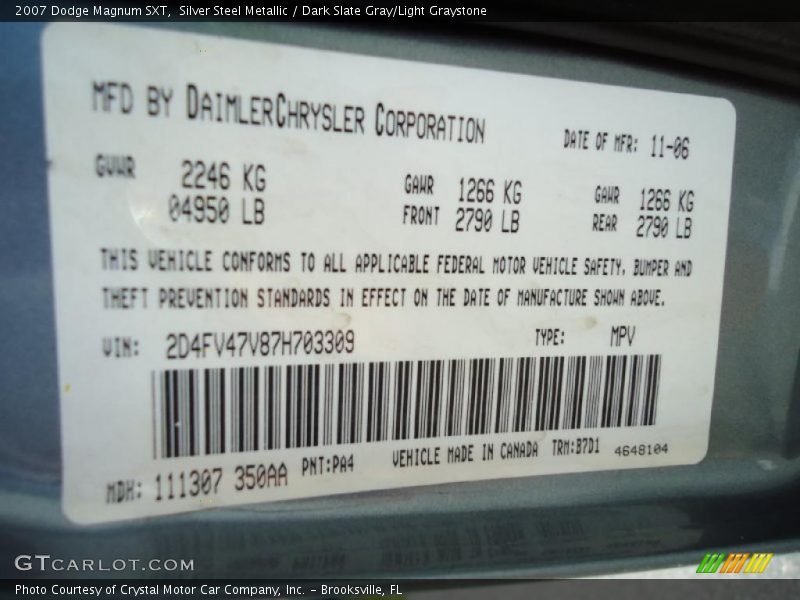 2007 Dodge Magnum SXT, Silver Steel Metallic / Dark Slate Gray/Light Graystone
MFD BY DAIMLERCHRYSLER CORPORATION
DATE OF MFR: 11-06
GVWR 2246 KG GAWR 1266 KG GAWR 1266 KG
04950 LB FRONT 2790 LB REAR 2790 LB
THIS VEHICLE CONFORMS TO ALL APPLICABLE FEDERAL MOTOR VEHICLE SAFETY, BUMPER AND
THEFT PREVENTION STANDARDS IN EFFECT ON THE DATE OF MANUFACTURE SHOWN ABOVE.
VIN: 2D4FV47V87H703309 TYPE: MPV
MDH: 111307 350AA PNT:PA4 VEHICLE MADE IN CANADA TRM:B7D1 4648104
GTCARLOT.COM
Photo Courtesy of Crystal Motor Car Company, Inc. – Brooksville, FL